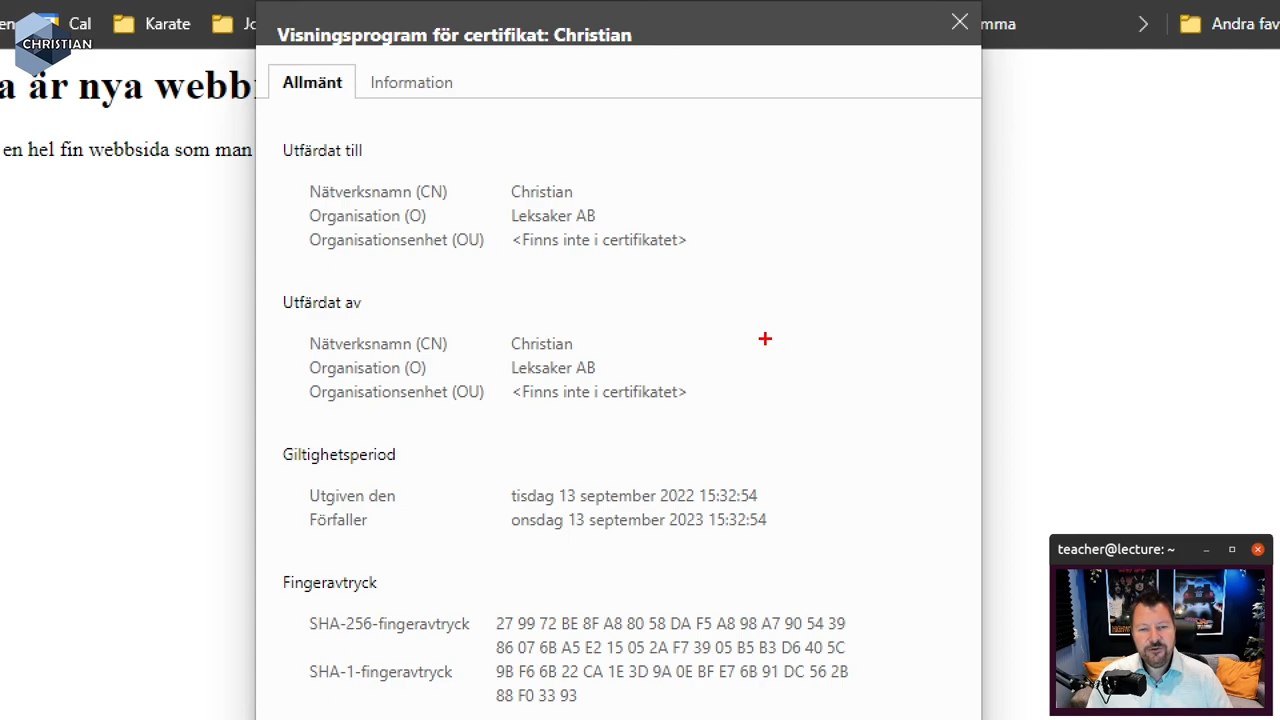 en
Cal
Karate
Jo
mma
Andra fav
CHRISTIAN
Visningsprogram för certifikat: Christian
a är nya webb
en hel fin webbsida som man
Allmänt
Information
Utfärdat till
Nätverksnamn (CN) Christian
Organisation (O) Leksaker AB
Organisationsenhet (OU) <Finns inte i certifikatet>
Utfärdat av
Nätverksnamn (CN) Christian
Organisation (O) Leksaker AB
Organisationsenhet (OU) <Finns inte i certifikatet>
Giltighetsperiod
Utgiven den tisdag 13 september 2022 15:32:54
Förfaller onsdag 13 september 2023 15:32:54
Fingeravtryck
SHA-256-fingeravtryck 27 99 72 BE 8F A8 80 58 DA F5 A8 98 A7 90 54 39
86 07 6B A5 E2 15 05 2A F7 39 05 B5 B3 D6 40 5C
SHA-1-fingeravtryck 9B F6 6B 22 CA 1E 3D 9A 0E BF E7 6B 91 DC 56 2B
88 F0 33 93
teacher@lecture: ~